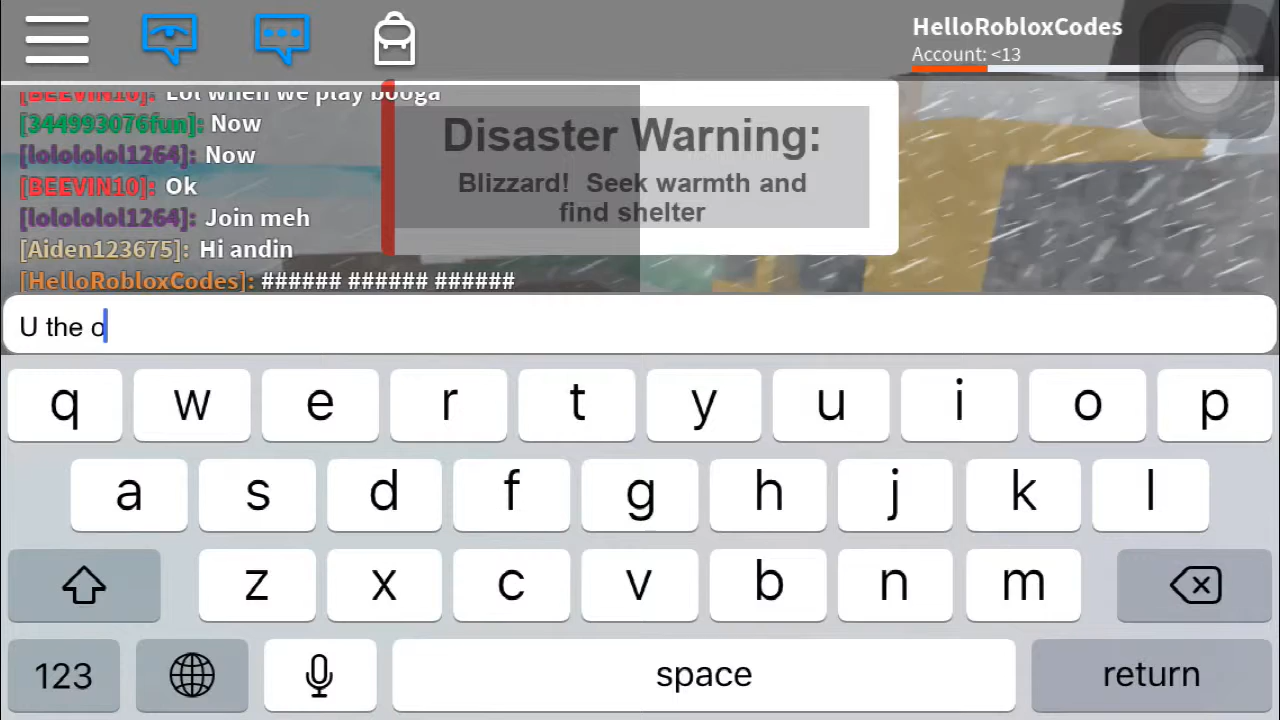 HelloRobloxCodes
Account: <13
[BEEVIN10]: Lol when we play booga
[344993076fun]: Now
[lolololol1264]: Now
[BEEVIN10]: Ok
[lolololol1264]: Join meh
[Aiden123675]: Hi andin
[HelloRobloxCodes]: ###### ###### ######
Disaster Warning:
Blizzard! Seek warmth and
find shelter
U the o
q w e r t y u i o p
a s d f g h j k l
z x c v b n m
123 space return